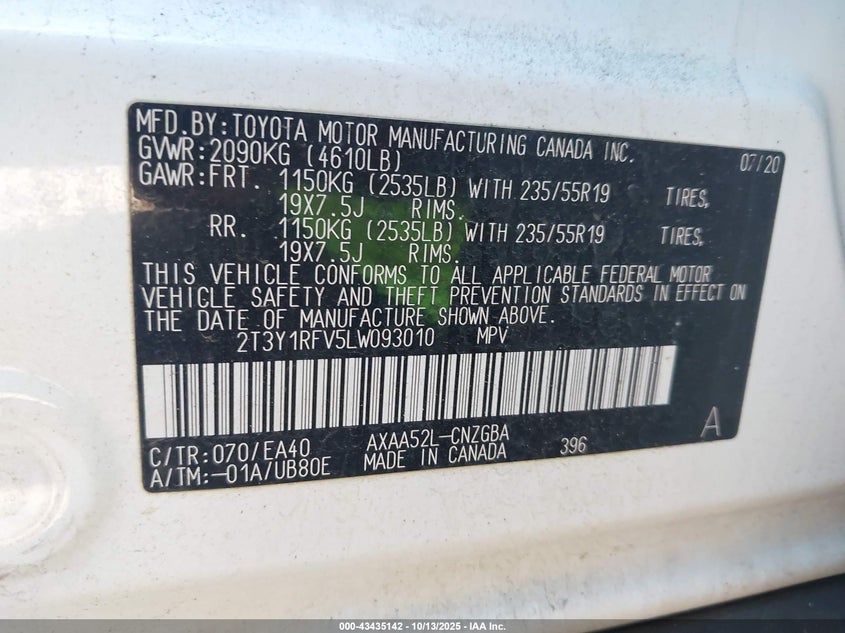 MFD.BY:TOYOTA MOTOR MANUFACTURING CANADA INC. 07/20
GVWR:2090KG (4610LB)
GAWR:FRT. 1150KG (2535LB) WITH 235/55R19 TIRES,
19X7.5J RIMS.
RR. 1150KG (2535LB) WITH 235/55R19 TIRES,
19X7.5J RIMS.
THIS VEHICLE CONFORMS TO ALL APPLICABLE FEDERAL MOTOR
VEHICLE SAFETY AND THEFT PREVENTION STANDARDS IN EFFECT ON
THE DATE OF MANUFACTURE SHOWN ABOVE.
2T3Y1RFV5LW093010 MPV
C/TR:070/EA40 AXAA52L-CNZGBA A
A/TM:-01A/UB80E MADE IN CANADA 396
000-43435142 - 10/13/2025 - IAA Inc.